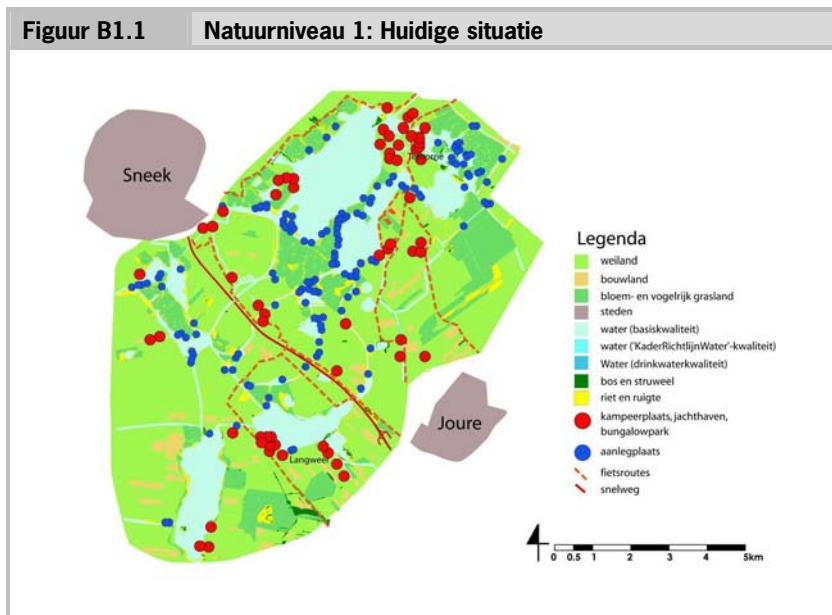 Figuur B1.1 Natuurniveau 1: Huidige situatie
Sneek
Terhorne
Joure
Langweer
Legenda
weiland
bouwland
bloem- en vogelrijk grasland
steden
water (basiskwaliteit)
water ('KaderRichtlijnWater'-kwaliteit)
Water (drinkwaterkwaliteit)
bos en struweel
riet en ruigte
kampeerplaats, jachthaven,
bungalowpark
aanlegplaats
fietsroutes
snelweg
0 0.5 1 2 3 4 5km